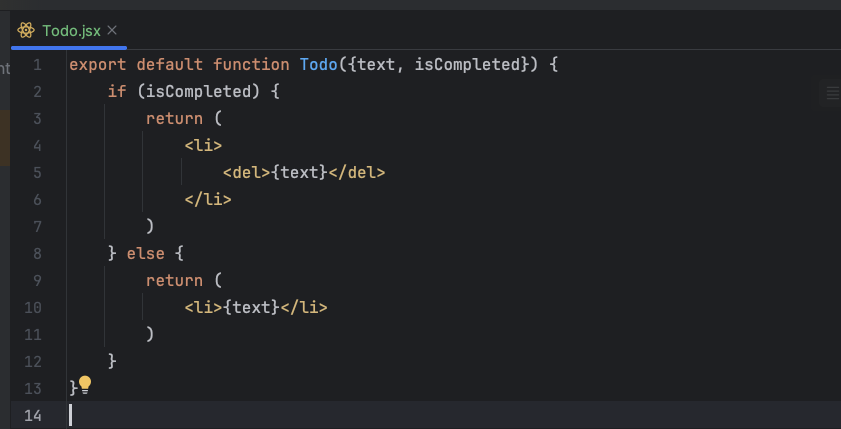 Todo.jsx
nt
1 export default function Todo({text, isCompleted}) {
2     if (isCompleted) {
3         return (
4             <li>
5                 <del>{text}</del>
6             </li>
7         )
8     } else {
9         return (
10             <li>{text}</li>
11         )
12     }
13 }
14